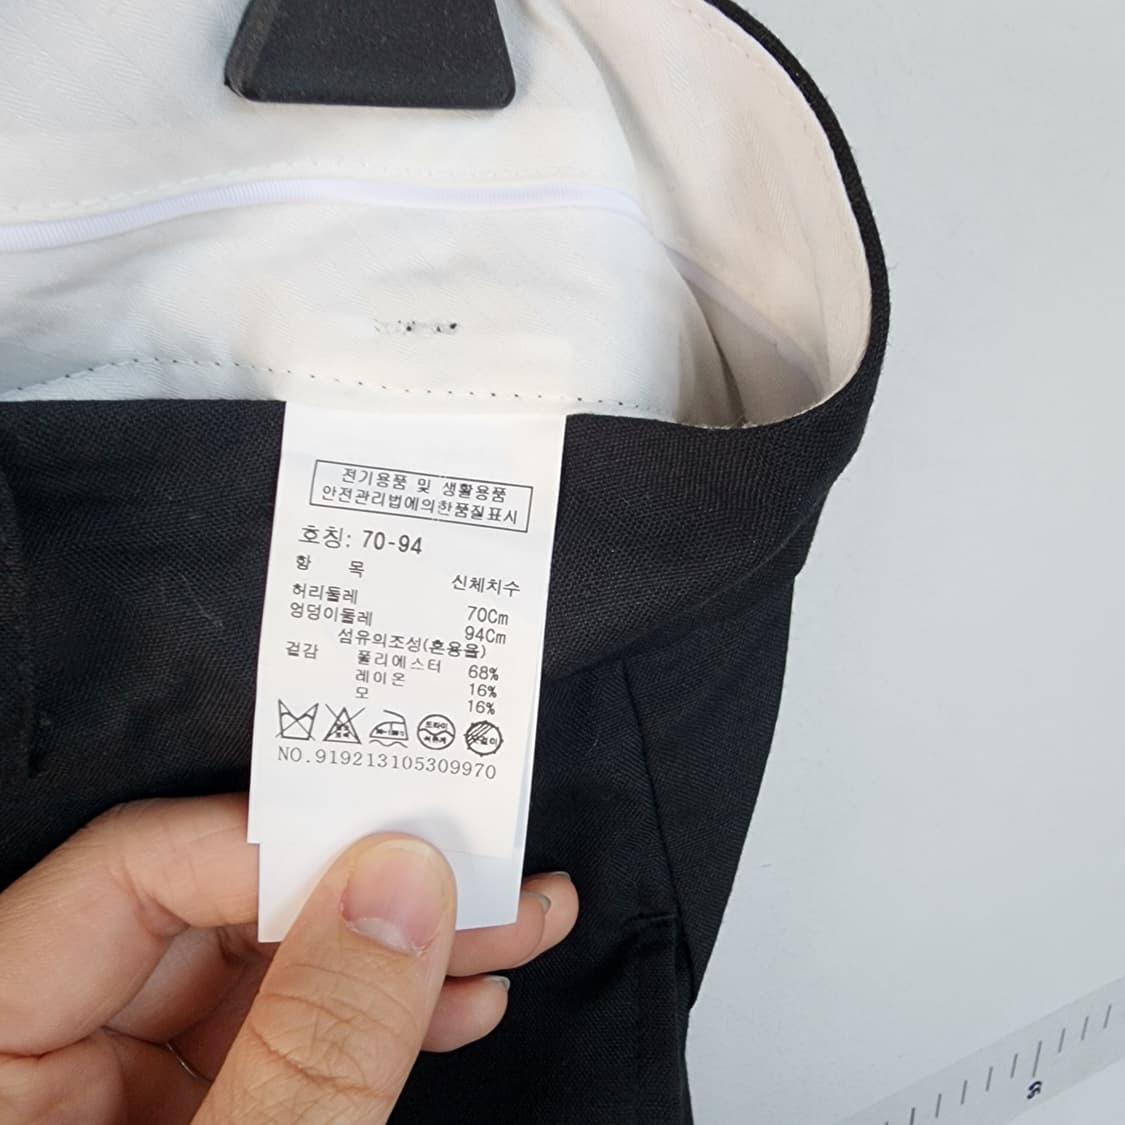 전기용품 및 생활용품
안전관리법에의한품질표시
호칭: 70-94
항 목 신체치수
허리둘레 70Cm
엉덩이둘레 94Cm
섬유의조성(혼용율)
겉감 폴리에스터 68%
레이온 16%
모 16%
드라이
NO.919213105309970